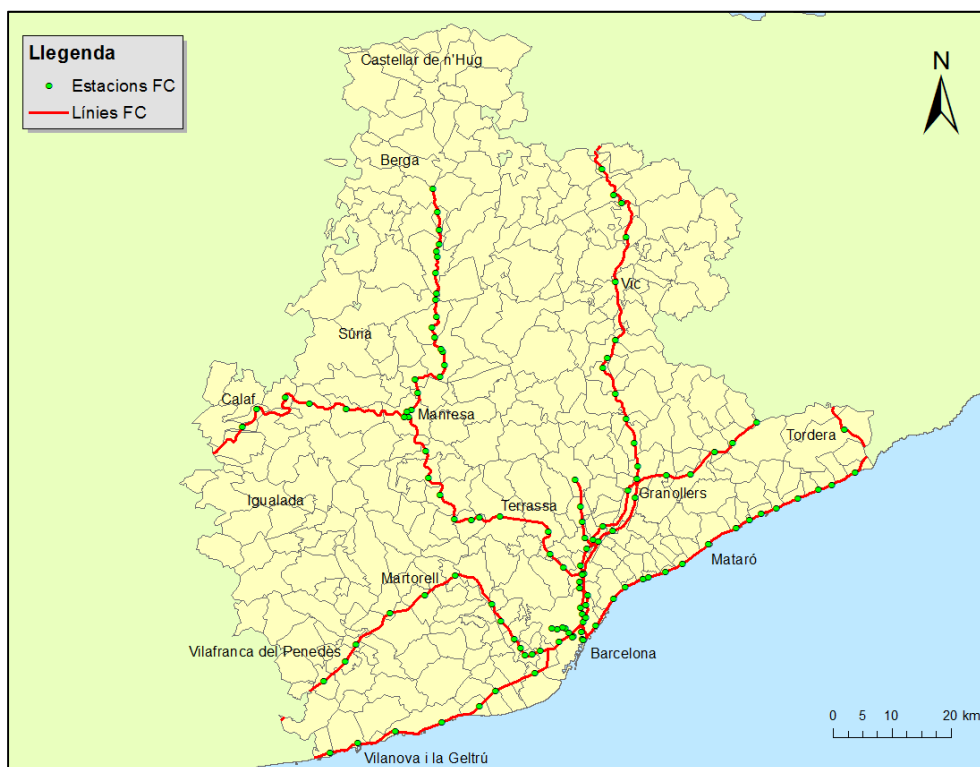 Llegenda
Estacions FC
Línies FC
N
Castellar de n'Hug
Berga
Vic
Súria
Calaf
Manresa
Tordera
Igualada
Terrassa
Granollers
Mataró
Martorell
Vilafranca del Penedès
Barcelona
Vilanova i la Geltrú
0 5 10 20 km